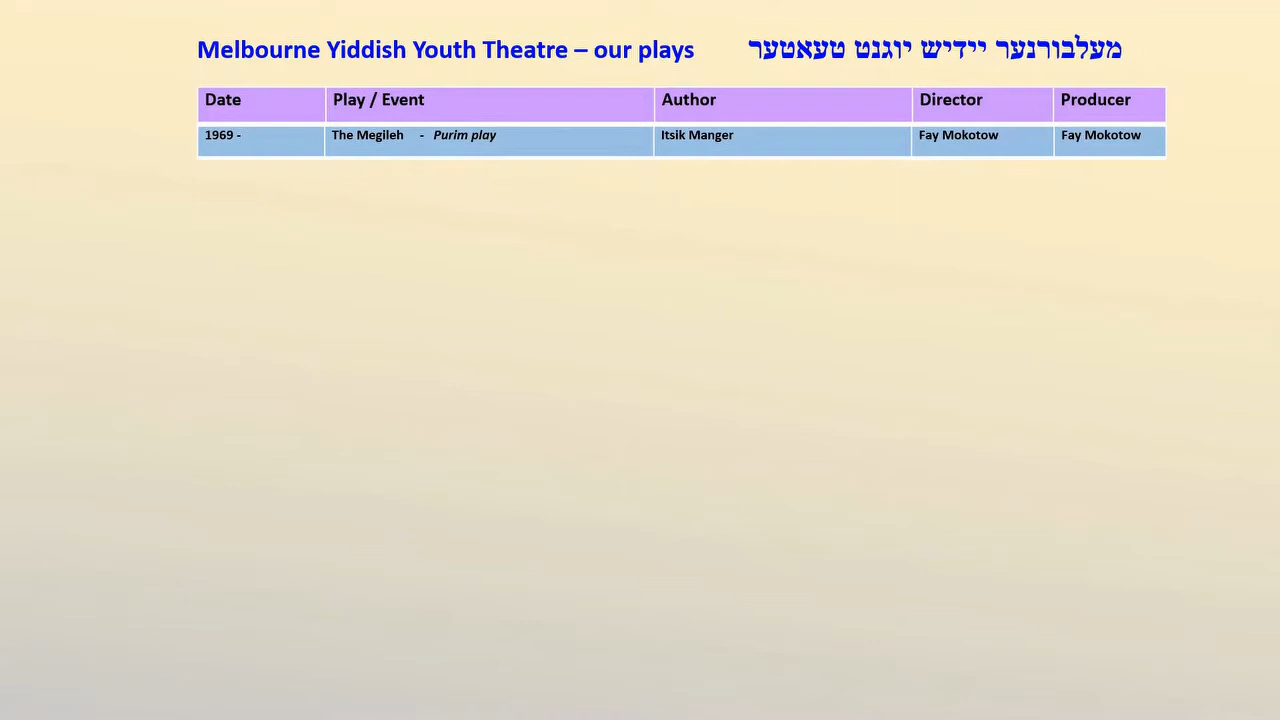 Melbourne Yiddish Youth Theatre – our plays מעלבורנער יידיש יוגנט טעאטער
Date Play / Event Author Director Producer
1969 - The Megileh - Purim play Itsik Manger Fay Mokotow Fay Mokotow